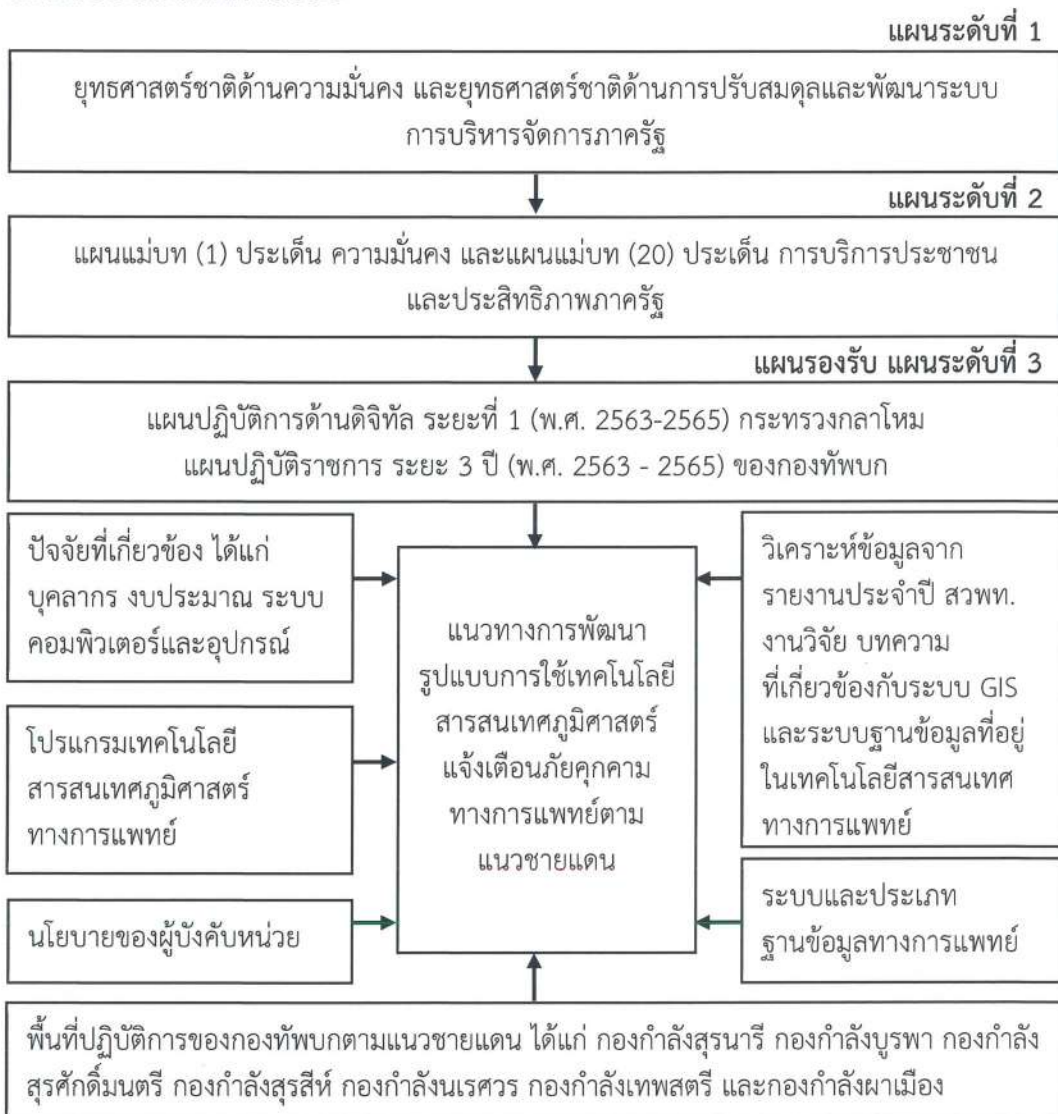 แผนระดับที่ 1
ยุทธศาสตร์ชาติด้านความมั่นคง และยุทธศาสตร์ชาติด้านการปรับสมดุลและพัฒนาระบบ
การบริหารจัดการภาครัฐ
แผนระดับที่ 2
แผนแม่บท (1) ประเด็น ความมั่นคง และแผนแม่บท (20) ประเด็น การบริการประชาชน
และประสิทธิภาพภาครัฐ
แผนรองรับ แผนระดับที่ 3
แผนปฏิบัติการด้านดิจิทัล ระยะที่ 1 (พ.ศ. 2563-2565) กระทรวงกลาโหม
แผนปฏิบัติราชการ ระยะ 3 ปี (พ.ศ. 2563 - 2565) ของกองทัพบก
ปัจจัยที่เกี่ยวข้อง ได้แก่
บุคลากร งบประมาณ ระบบ
คอมพิวเตอร์และอุปกรณ์
โปรแกรมเทคโนโลยี
สารสนเทศภูมิศาสตร์
ทางการแพทย์
นโยบายของผู้บังคับหน่วย
แนวทางการพัฒนา
รูปแบบการใช้เทคโนโลยี
สารสนเทศภูมิศาสตร์
แจ้งเตือนภัยคุกคาม
ทางการแพทย์ตาม
แนวชายแดน
วิเคราะห์ข้อมูลจาก
รายงานประจำปี สวพท.
งานวิจัย บทความ
ที่เกี่ยวข้องกับระบบ GIS
และระบบฐานข้อมูลที่อยู่
ในเทคโนโลยีสารสนเทศ
ทางการแพทย์
ระบบและประเภท
ฐานข้อมูลทางการแพทย์
พื้นที่ปฏิบัติการของกองทัพบกตามแนวชายแดน ได้แก่ กองกำลังสุรนารี กองกำลังบูรพา กองกำลัง
สุรศักดิ์มนตรี กองกำลังสุรสีห์ กองกำลังนเรศวร กองกำลังเทพสตรี และกองกำลังผาเมือง